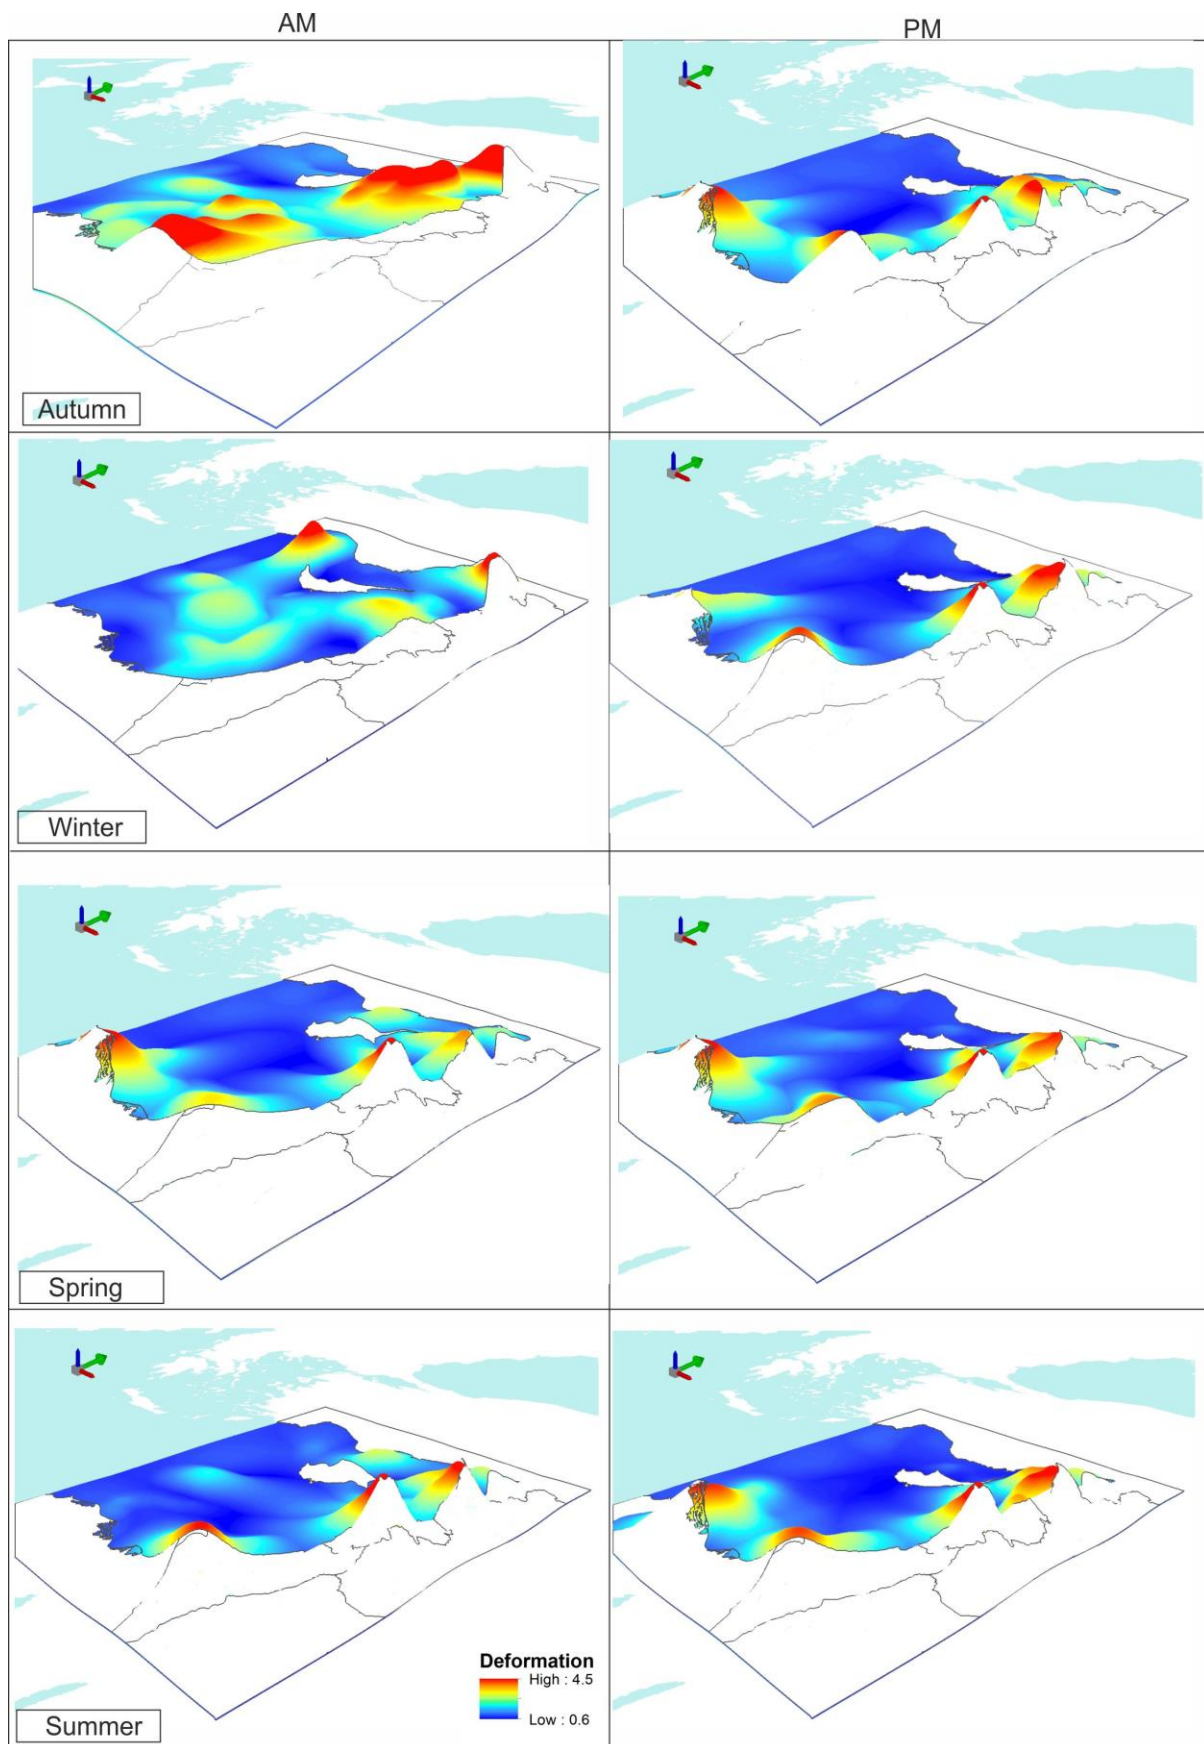 AM
PM
Autumn
Winter
Spring
Deformation
High : 4.5
Low : 0.6
Summer